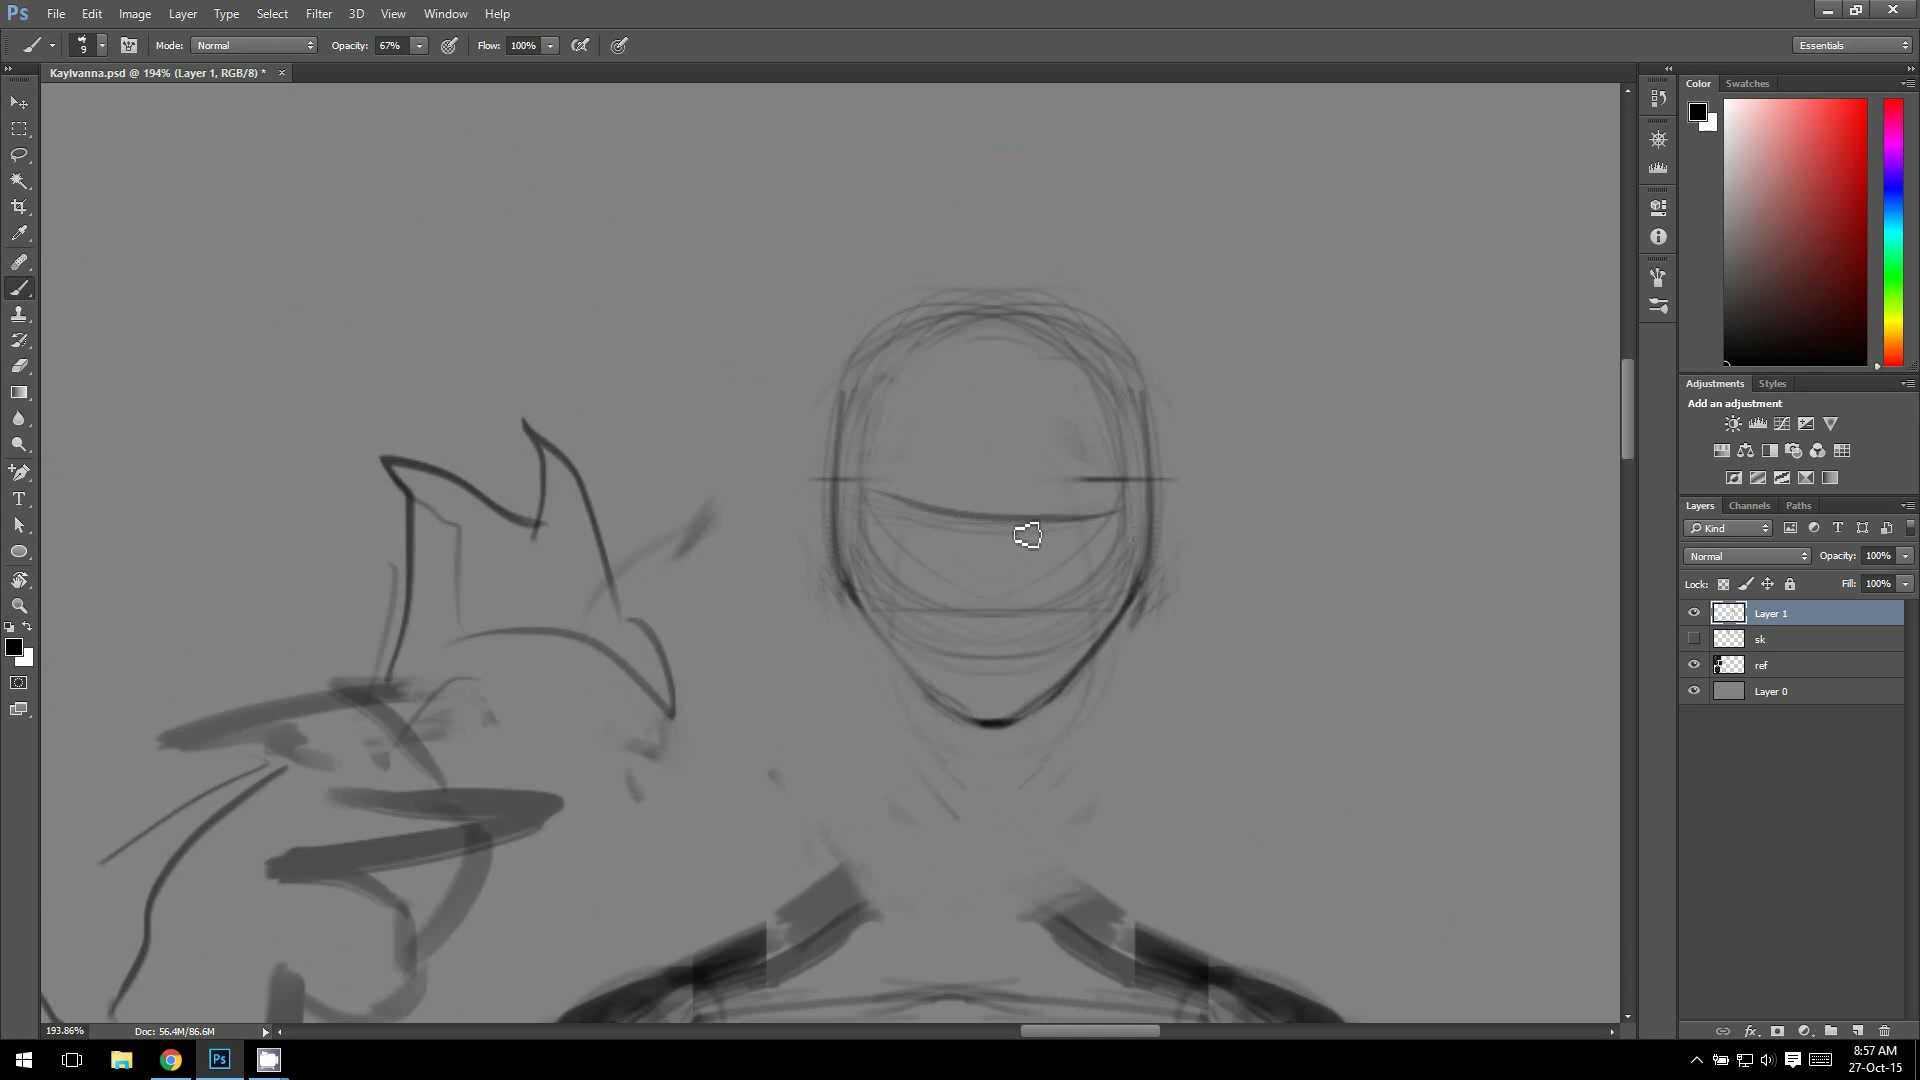 Ps File Edit Image Layer Type Select Filter 3D View Window Help
9 Mode: Normal Opacity: 67% Flow: 100% Essentials
KayIvanna.psd @ 194% (Layer 1, RGB/8) * ×
Color Swatches
Adjustments Styles
Add an adjustment
Layers Channels Paths
Kind
Normal Opacity: 100%
Lock: Fill: 100%
Layer 1
sk
ref
Layer 0
193.86% Doc: 56.4M/86.6M
Ps
8:57 AM
27-Oct-15